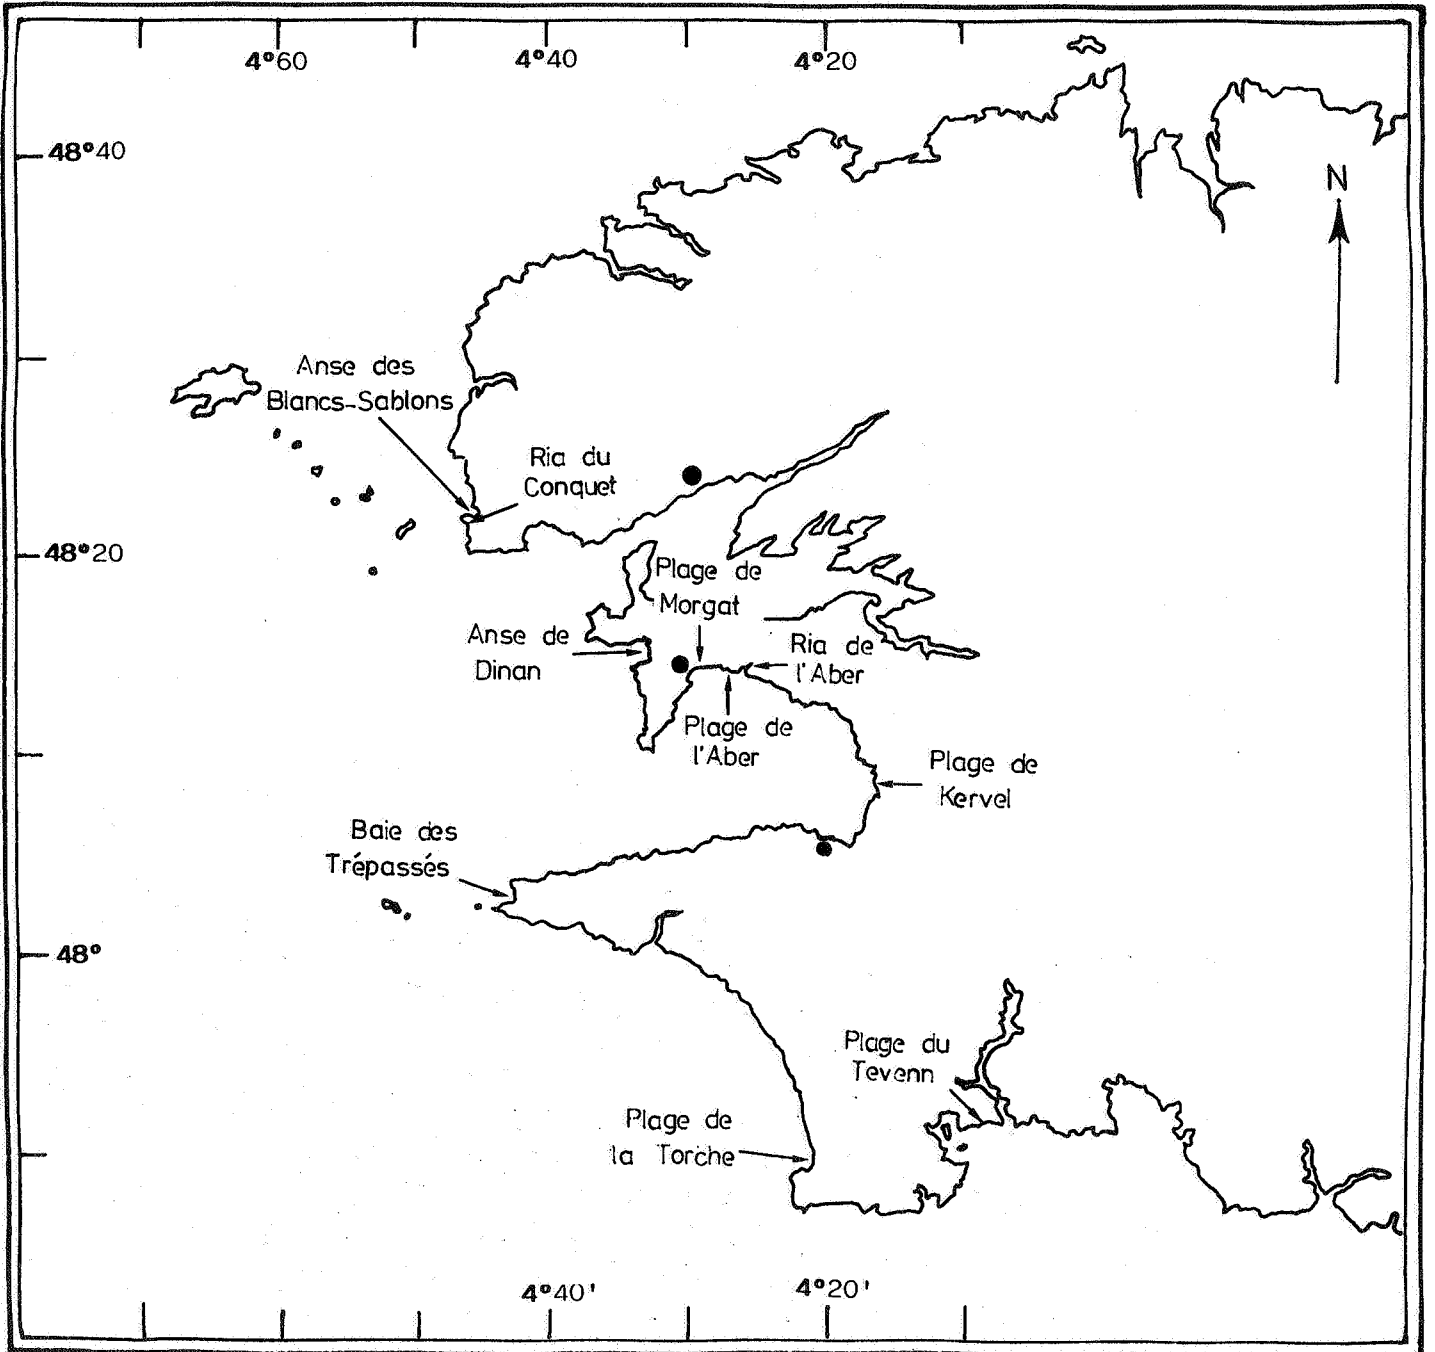 4°60
4°40
4°20
48°40
N
Anse des
Blancs-Sablons
Ria du
Conquet
48°20
Plage de
Morgat
Anse de
Dinan
Ria de
l'Aber
Plage de
l'Aber
Plage de
Kervel
Baie des
Trépassés
48°
Plage du
Tevenn
Plage de
la Torche
4°40'
4°20'